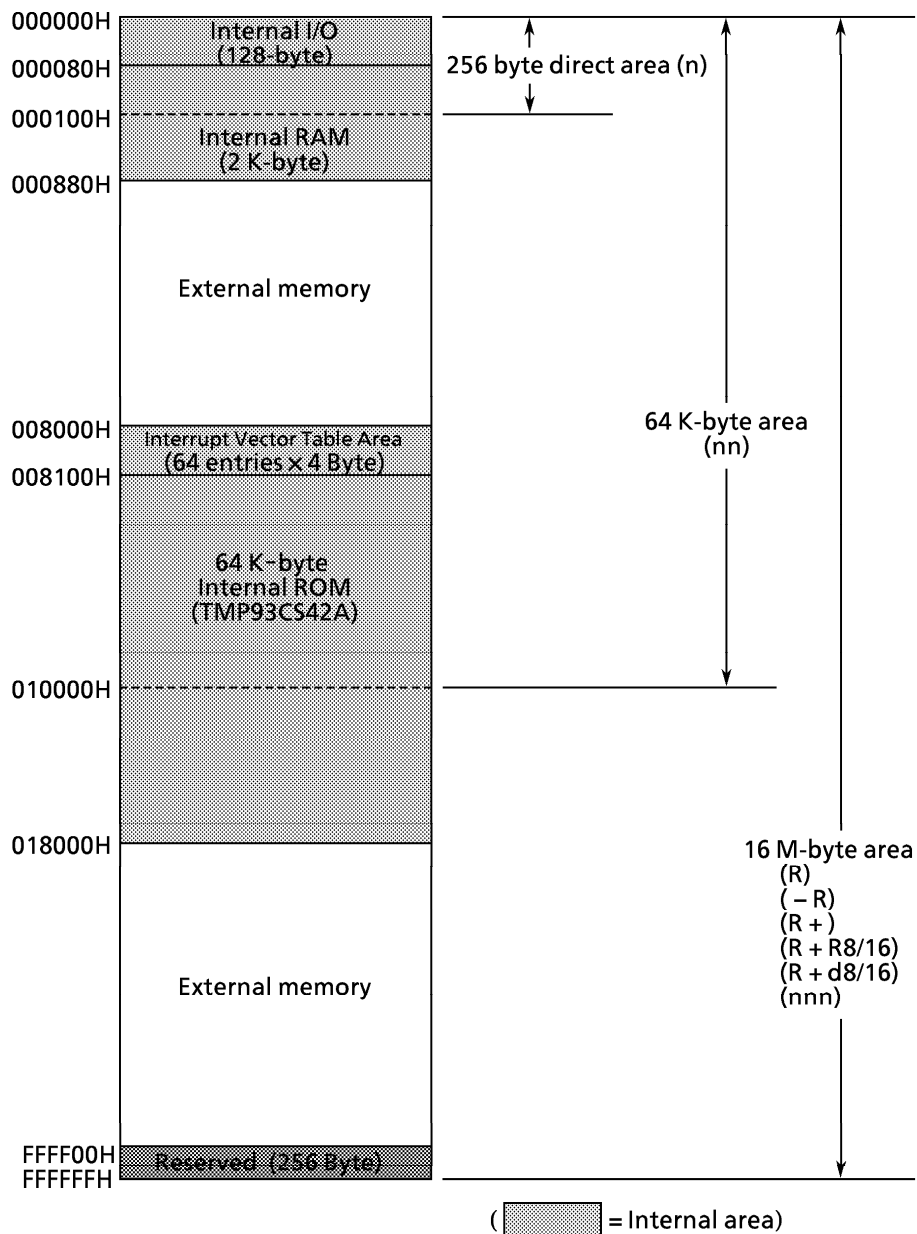 000000H
Internal I/O
(128-byte)
000080H
256 byte direct area (n)
000100H
Internal RAM
(2 K-byte)
000880H
External memory
008000H
Interrupt Vector Table Area
(64 entries × 4 Byte)
008100H
64 K-byte area
(nn)
64 K-byte
Internal ROM
(TMP93CS42A)
010000H
018000H
16 M-byte area
(R)
( – R)
(R + )
(R + R8/16)
(R + d8/16)
(nnn)
External memory
FFFF00H
Reserved (256 Byte)
FFFFFFH
( = Internal area)